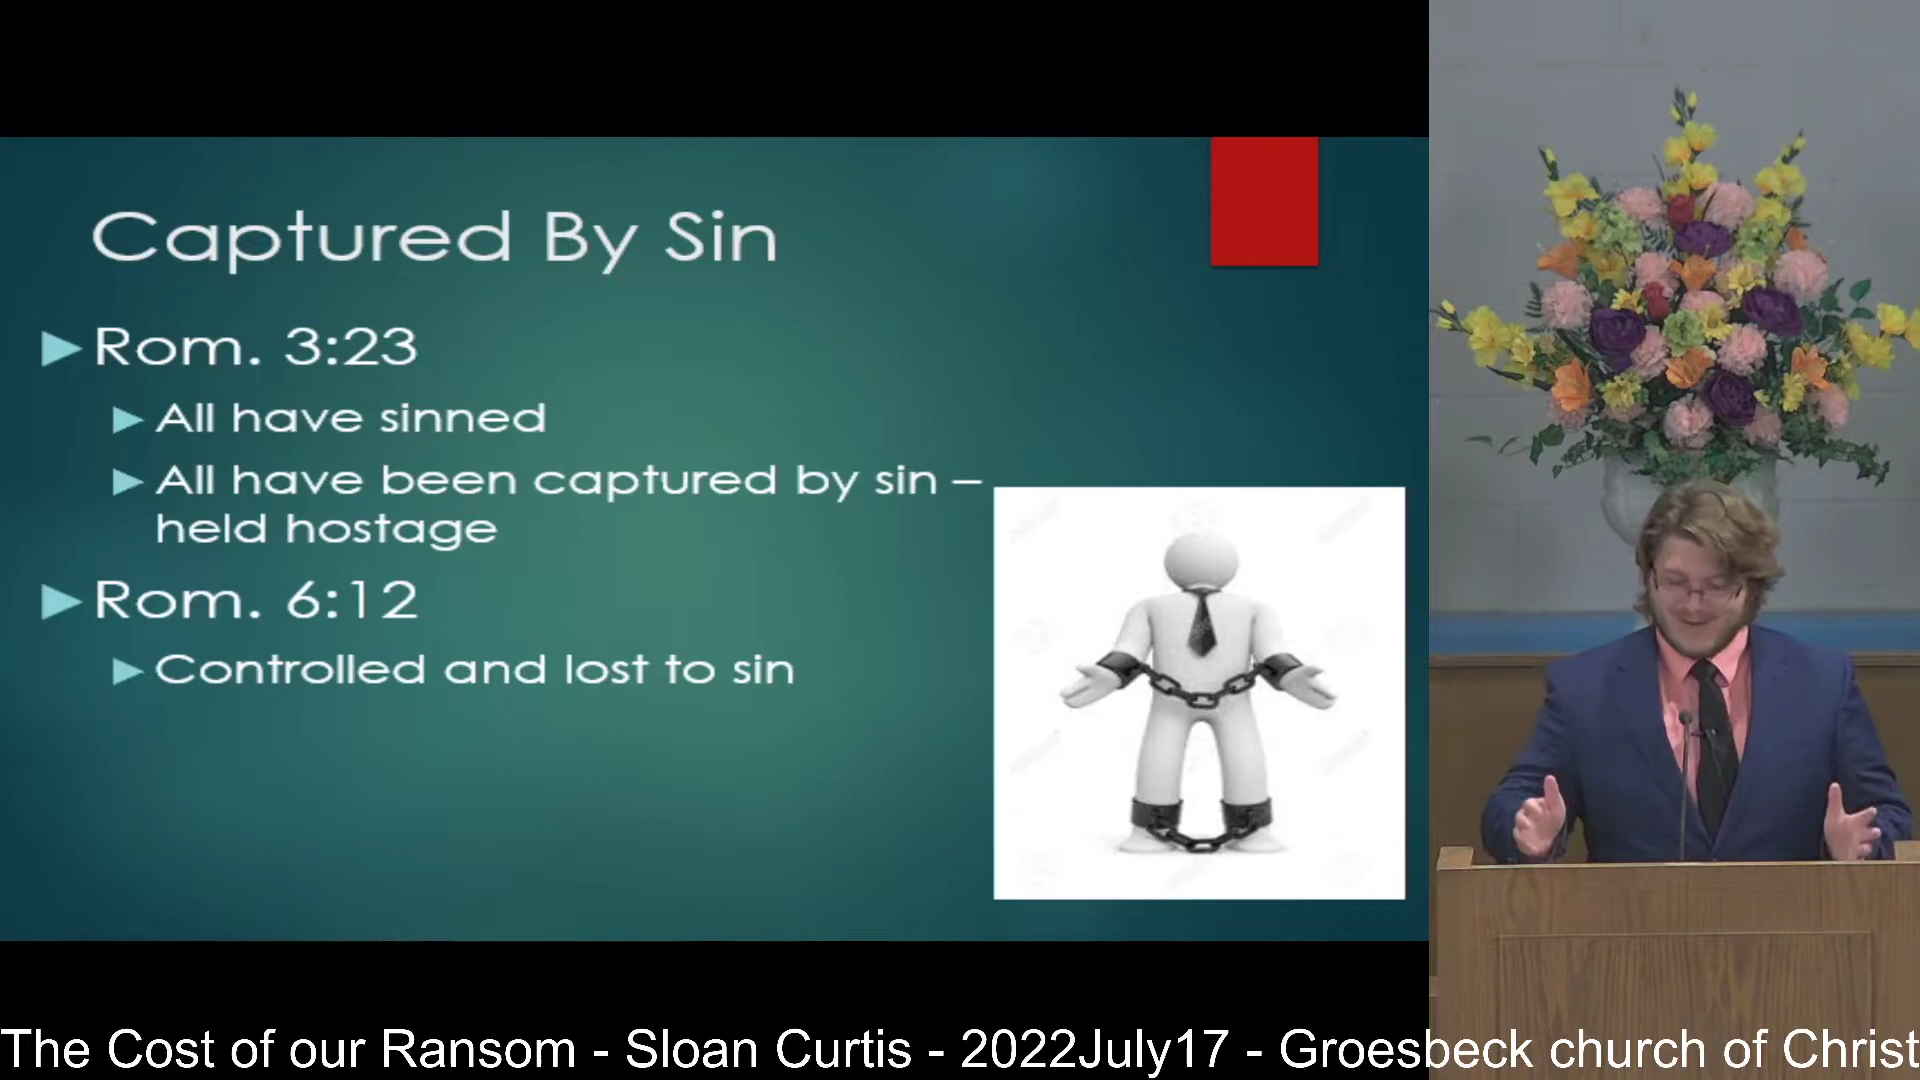 Captured By Sin
Rom. 3:23
All have sinned
All have been captured by sin –
held hostage
Rom. 6:12
Controlled and lost to sin
The Cost of our Ransom - Sloan Curtis - 2022July17 - Groesbeck church of Christ